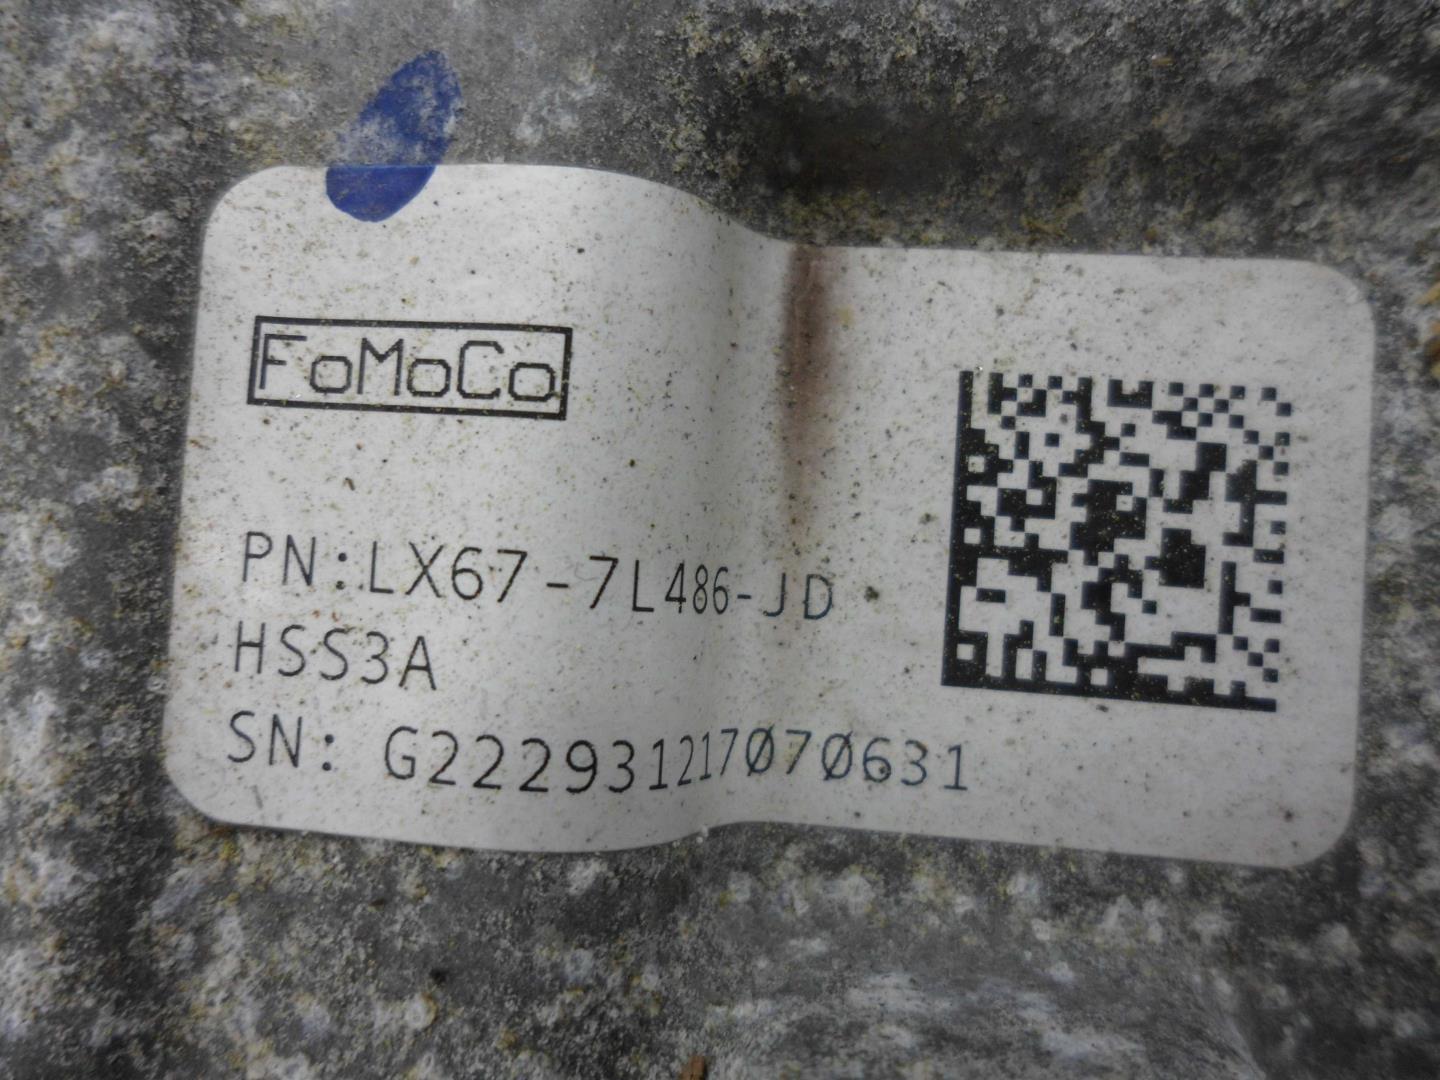 FoMoCo
PN:LX67-7L486-JD
HSS3A
SN: G222931217070631